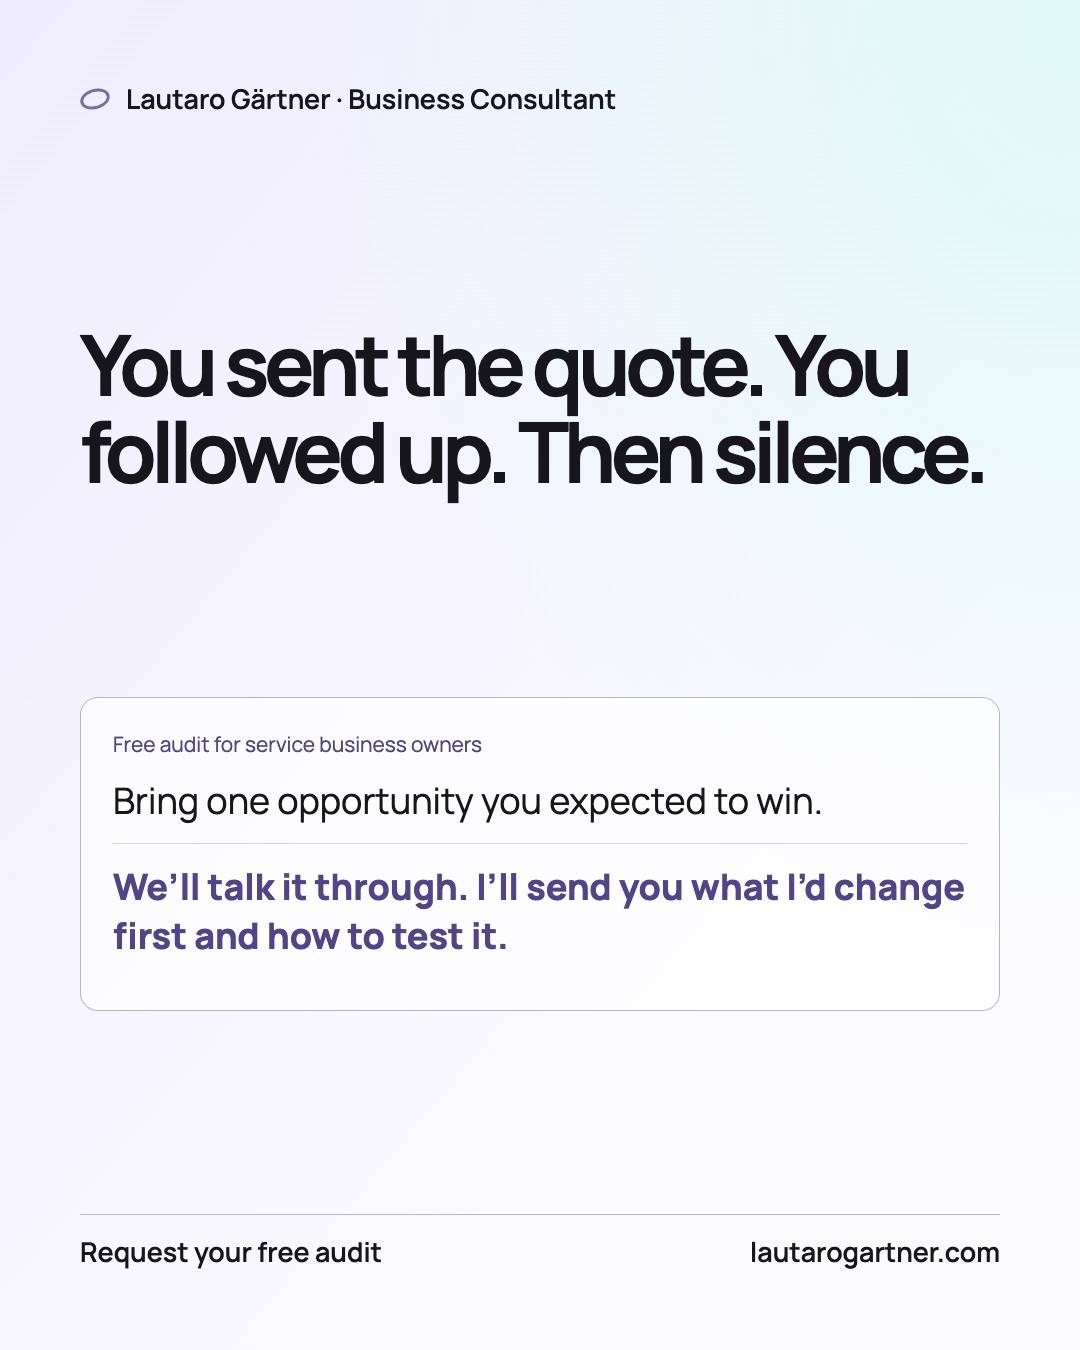 Lautaro Gärtner · Business Consultant
You sent the quote. You
followed up. Then silence.
Free audit for service business owners
Bring one opportunity you expected to win.
We’ll talk it through. I’ll send you what I’d change
first and how to test it.
Request your free audit
lautarogartner.com